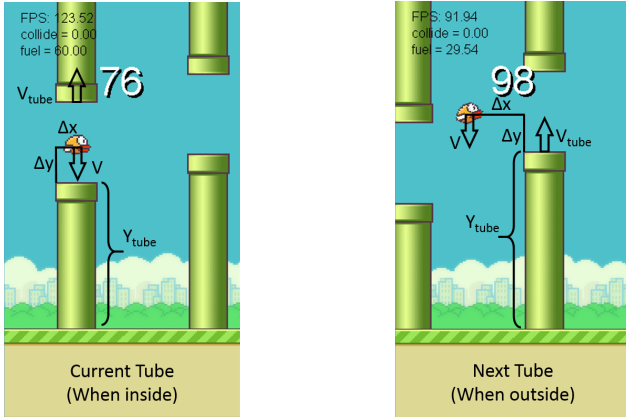 FPS: 123.52
collide = 0.00
fuel = 60.00
76
Vtube
Δx
Δy
V
Ytube
Current Tube
(When inside)
FPS: 91.94
collide = 0.00
fuel = 29.54
98
Δx
V
Δy
Vtube
Ytube
Next Tube
(When outside)